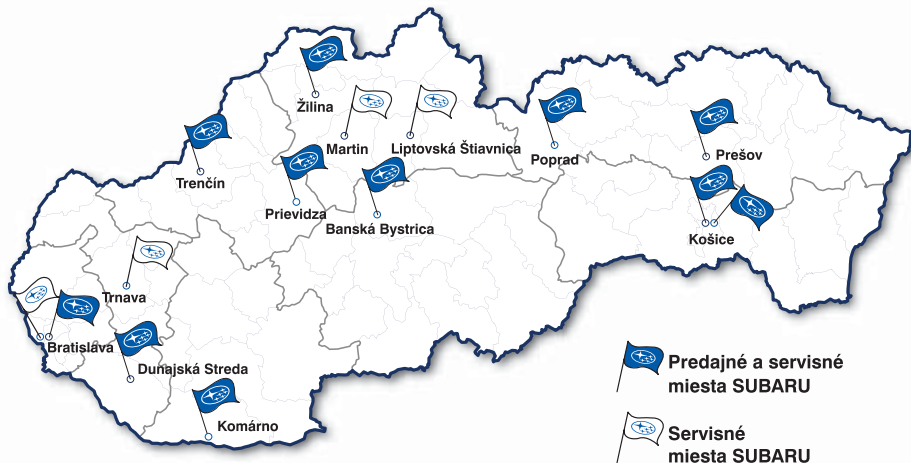 Žilina
Martin
Liptovská Štiavnica
Poprad
Prešov
Trenčín
Prievidza
Banská Bystrica
Košice
Trnava
Bratislava
Dunajská Streda
Komárno
Predajné a servisné
miesta SUBARU
Servisné
miesta SUBARU